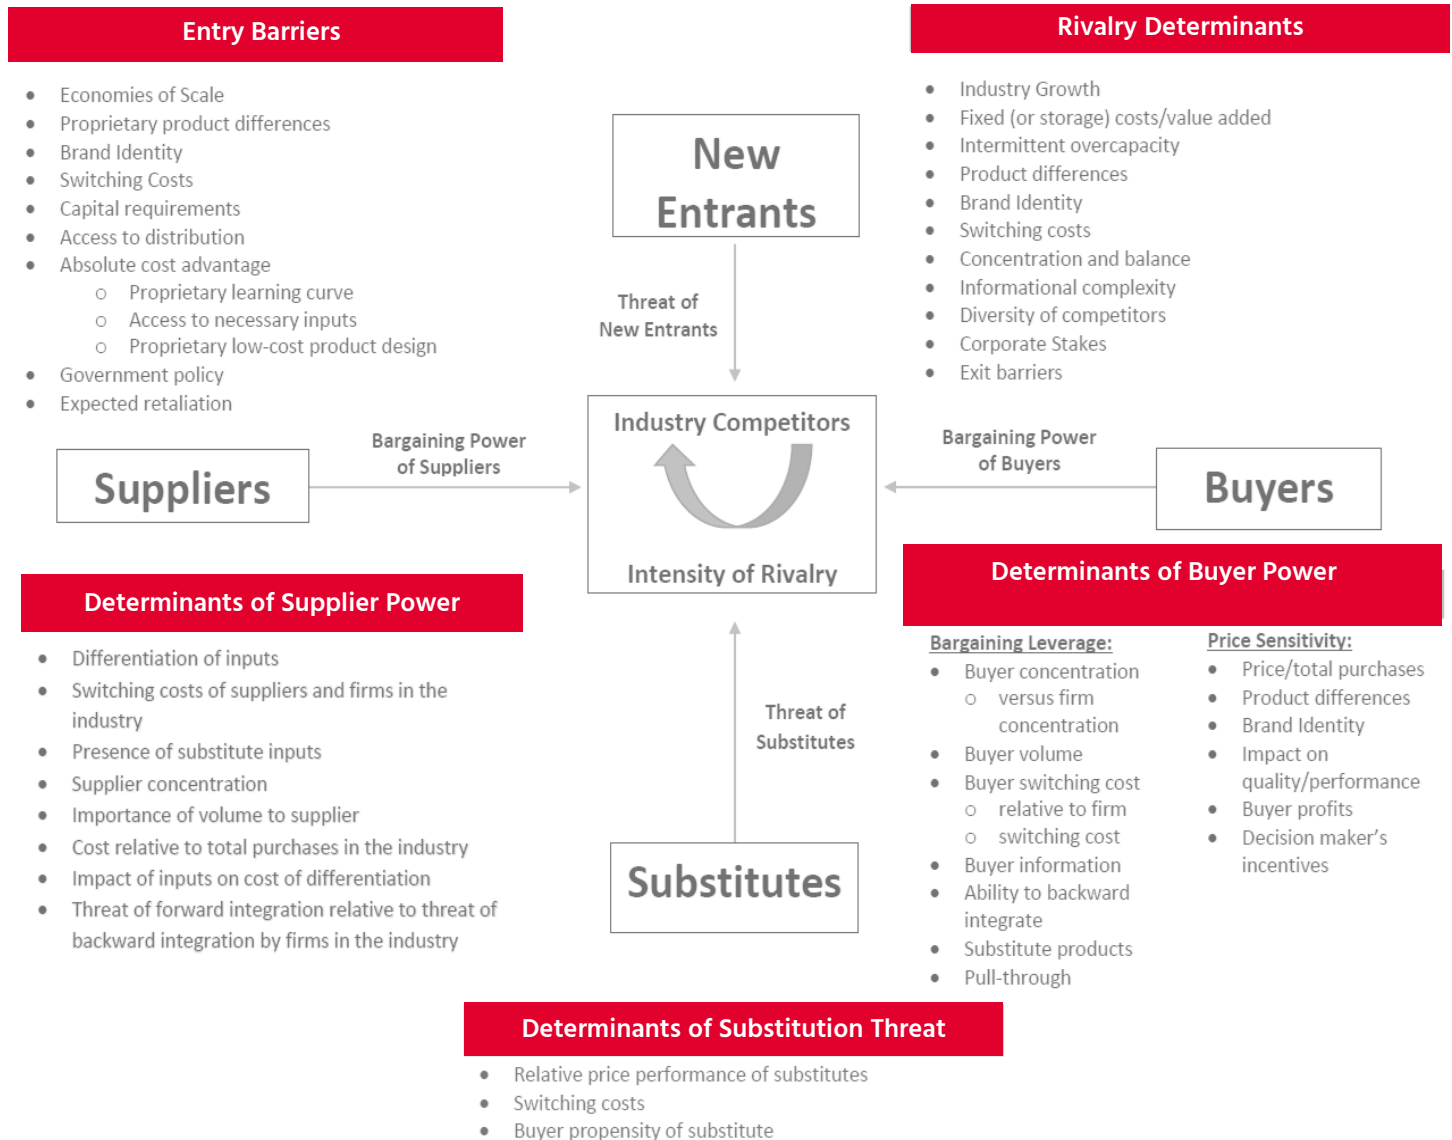 Entry Barriers
Economies of Scale
Proprietary product differences
Brand Identity
Switching Costs
Capital requirements
Access to distribution
Absolute cost advantage
Proprietary learning curve
Access to necessary inputs
Proprietary low-cost product design
Government policy
Expected retaliation
New
Entrants
Threat of
New Entrants
Rivalry Determinants
Industry Growth
Fixed (or storage) costs/value added
Intermittent overcapacity
Product differences
Brand Identity
Switching costs
Concentration and balance
Informational complexity
Diversity of competitors
Corporate Stakes
Exit barriers
Suppliers
Bargaining Power
of Suppliers
Industry Competitors
Intensity of Rivalry
Bargaining Power
of Buyers
Buyers
Determinants of Supplier Power
Differentiation of inputs
Switching costs of suppliers and firms in the
industry
Presence of substitute inputs
Supplier concentration
Importance of volume to supplier
Cost relative to total purchases in the industry
Impact of inputs on cost of differentiation
Threat of forward integration relative to threat of
backward integration by firms in the industry
Threat of
Substitutes
Substitutes
Determinants of Buyer Power
Bargaining Leverage:
Buyer concentration
versus firm
concentration
Buyer volume
Buyer switching cost
relative to firm
switching cost
Buyer information
Ability to backward
integrate
Substitute products
Pull-through
Price Sensitivity:
Price/total purchases
Product differences
Brand Identity
Impact on
quality/performance
Buyer profits
Decision maker's
incentives
Determinants of Substitution Threat
Relative price performance of substitutes
Switching costs
Buyer propensity of substitute